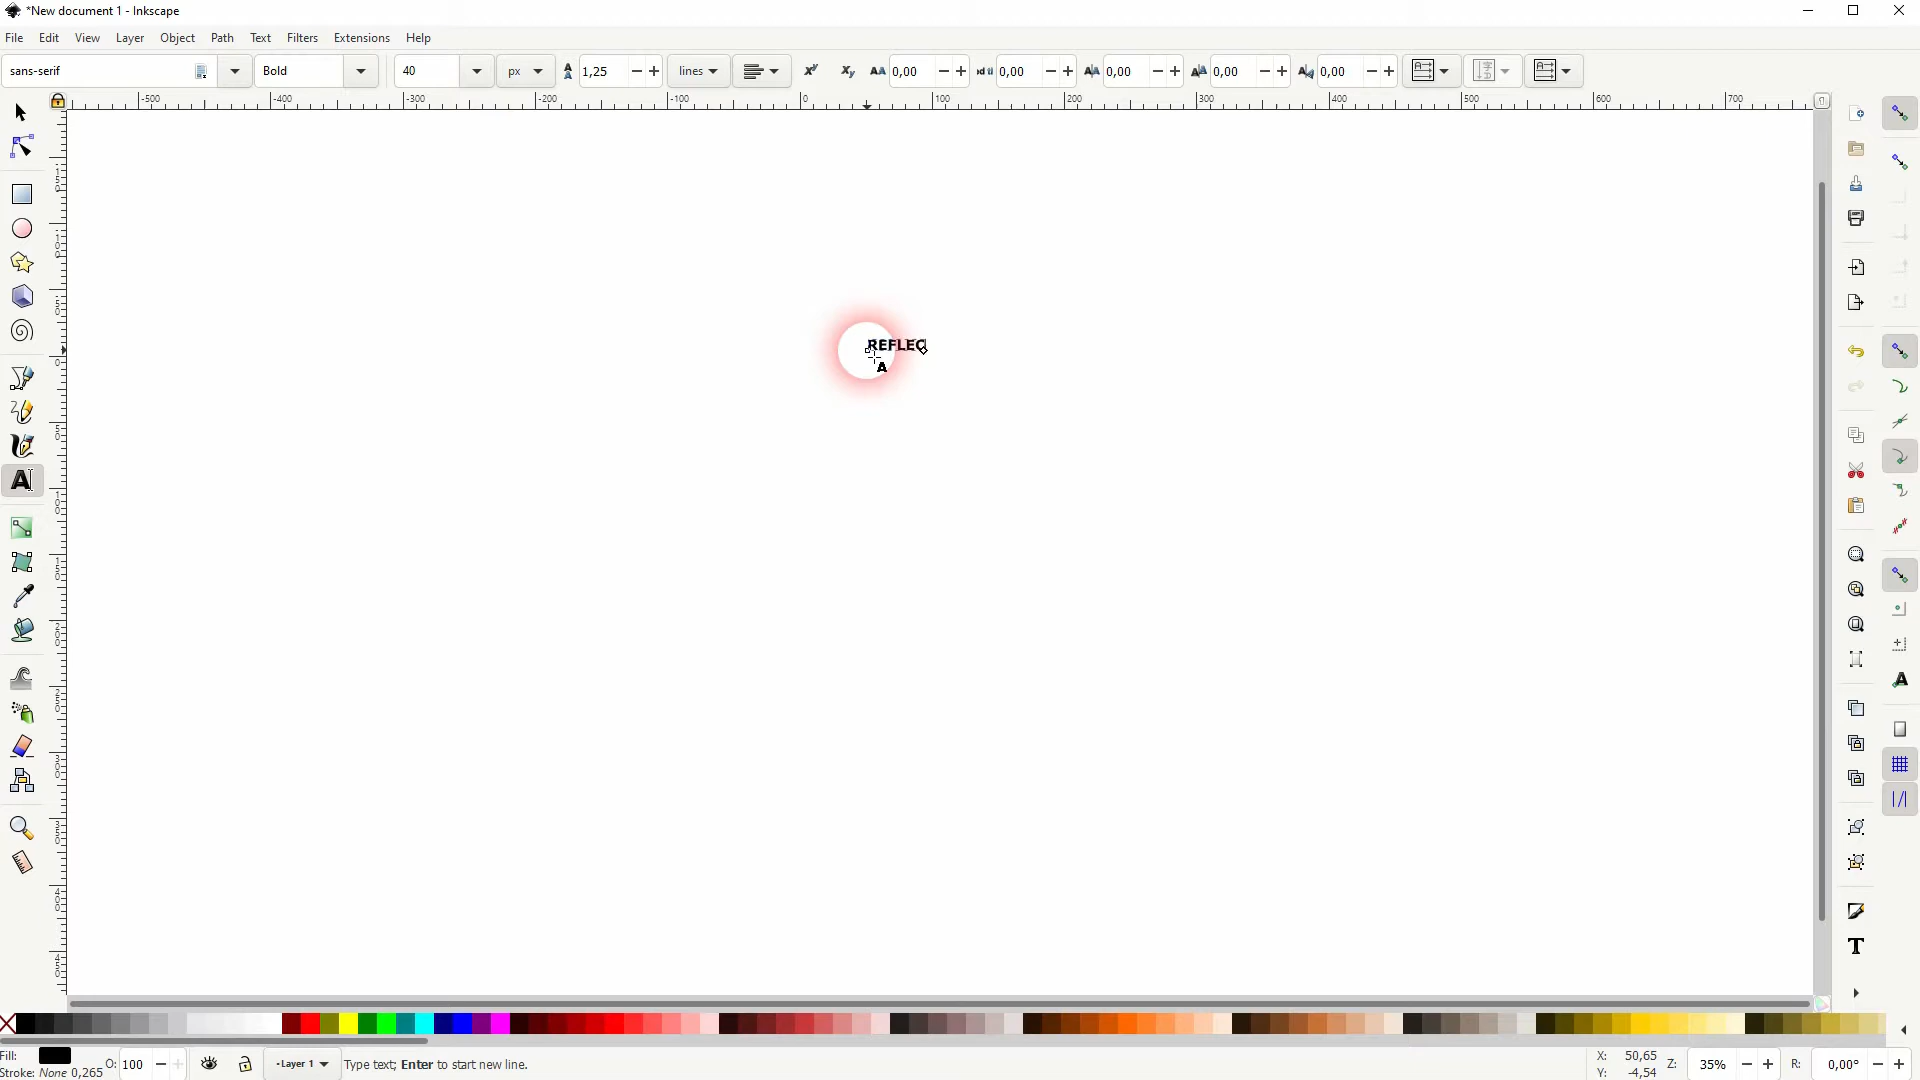 *New document 1 - Inkscape
File Edit View Layer Object Path Text Filters Extensions Help
sans-serif Bold 40 px 1,25 lines 0,00 0,00 0,00 0,00 0,00
-500 -400 -300 -200 -100 0 100 200 300 400 500 600 700
REFLEC
A
Fill:
Stroke: None 0,265
O: 100
-Layer 1
Type text; Enter to start new line.
X: 50,65
Y: -4,54
Z: 35%
R: 0,00°